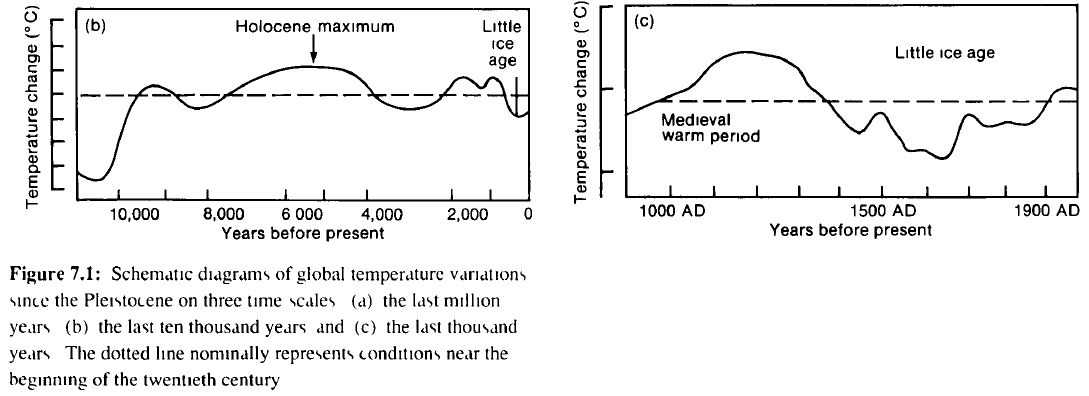 (b)
Holocene maximum
Little
ice
age
Temperature change (°C)
10,000 8,000 6 000 4,000 2,000 0
Years before present
(c)
Little ice age
Medieval
warm period
Temperature change (°C)
1000 AD 1500 AD 1900 AD
Years before present
Figure 7.1: Schematic diagrams of global temperature variations
since the Pleistocene on three time scales (a) the last million
years (b) the last ten thousand years and (c) the last thousand
years The dotted line nominally represents conditions near the
beginning of the twentieth century